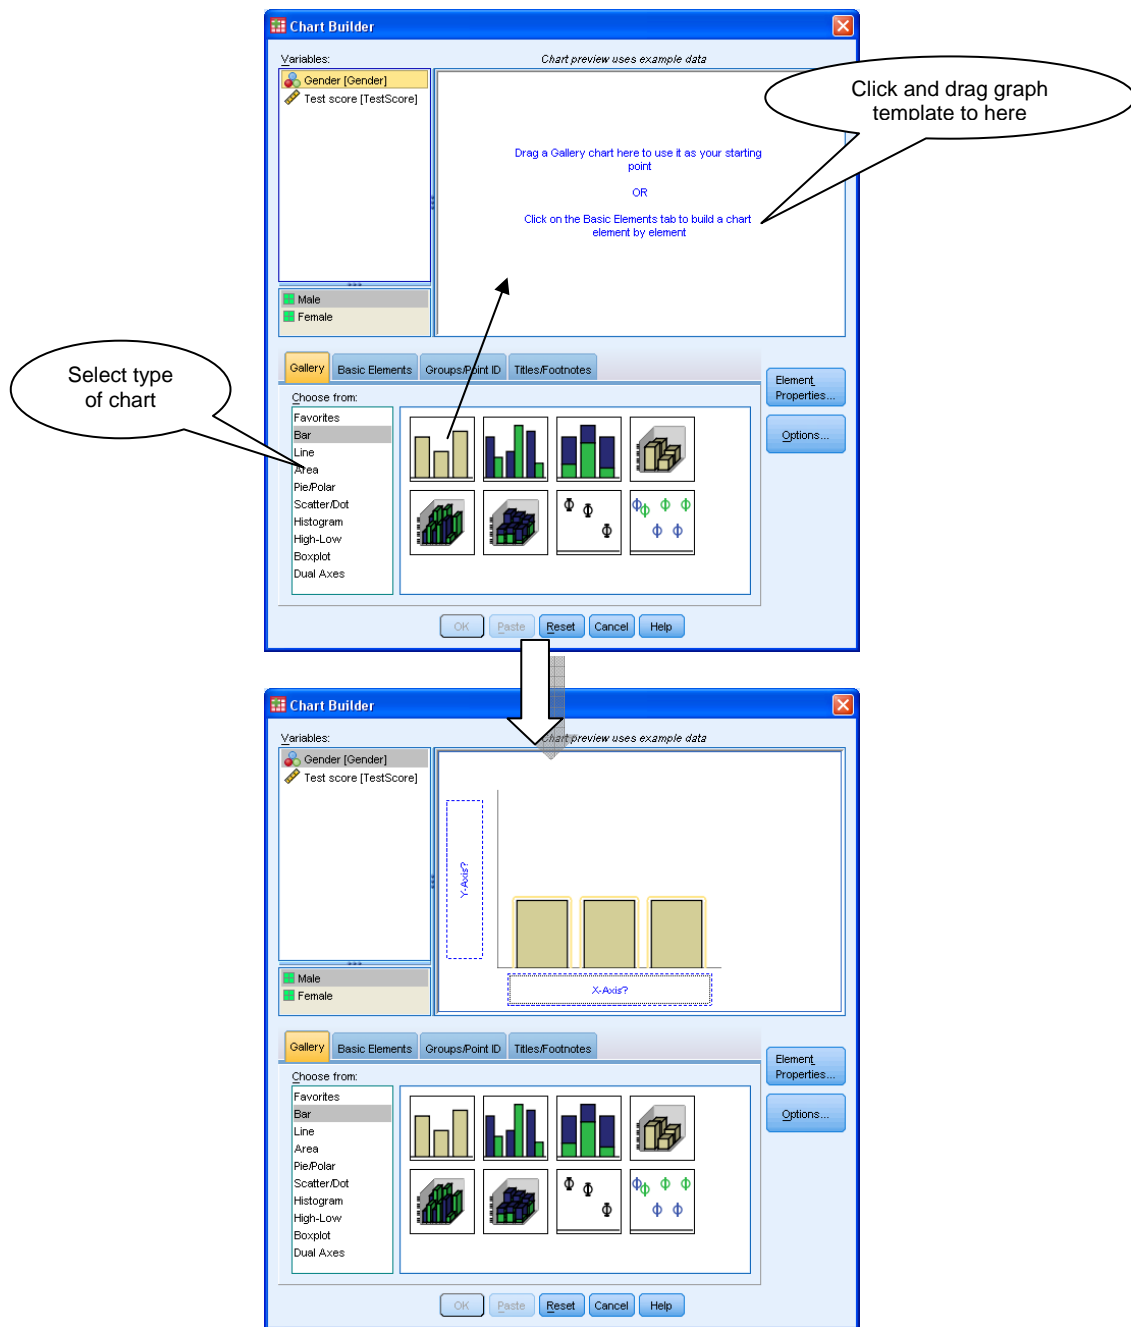 Chart Builder
Variables:
Chart preview uses example data
Gender [Gender]
Test score [TestScore]
Click and drag graph
template to here
Drag a Gallery chart here to use it as your starting
point
OR
Click on the Basic Elements tab to build a chart
element by element
Male
Female
Select type
of chart
Gallery Basic Elements Groups/Point ID Titles/Footnotes
Element
Properties...
Options...
Choose from:
Favorites
Bar
Line
Area
Pie/Polar
Scatter/Dot
Histogram
High-Low
Boxplot
Dual Axes
OK Paste Reset Cancel Help
Chart Builder
Variables:
Chart preview uses example data
Gender [Gender]
Test score [TestScore]
Y-Axis?
X-Axis?
Male
Female
Gallery Basic Elements Groups/Point ID Titles/Footnotes
Element
Properties...
Options...
Choose from:
Favorites
Bar
Line
Area
Pie/Polar
Scatter/Dot
Histogram
High-Low
Boxplot
Dual Axes
OK Paste Reset Cancel Help